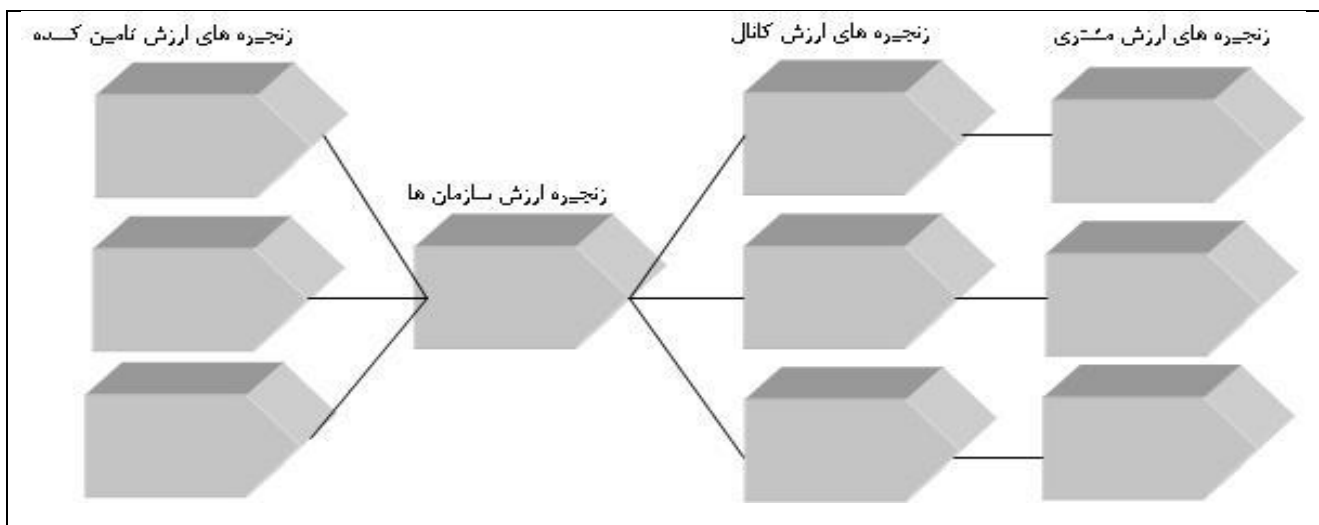 زنجیره های ارزش تامین کننده
زنجیره ارزش سازمان ها
زنجیره های ارزش کانال
زنجیره های ارزش مشتری